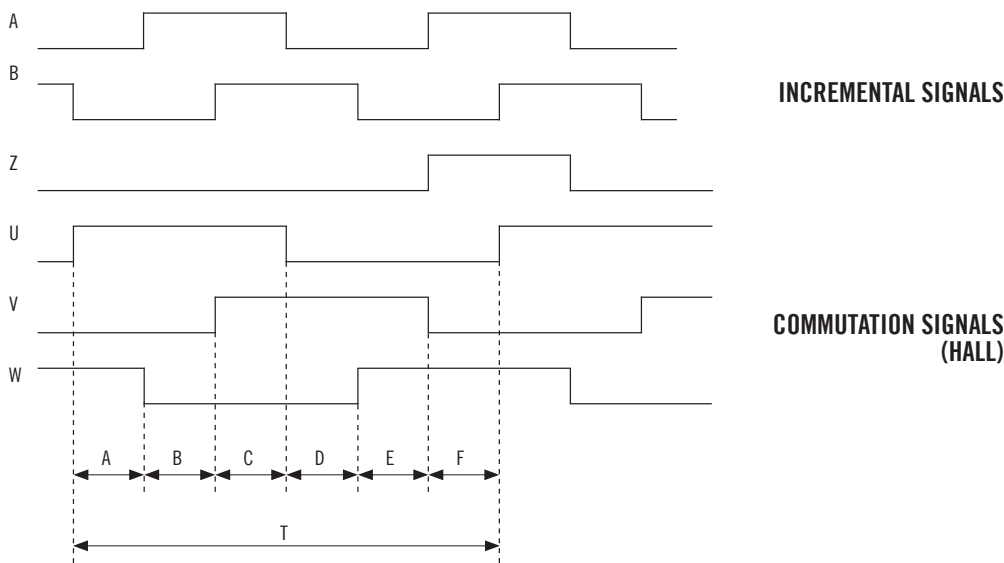 A
B
INCREMENTAL SIGNALS
Z
U
V
COMMUTATION SIGNALS
(HALL)
W
A B C D E F
T